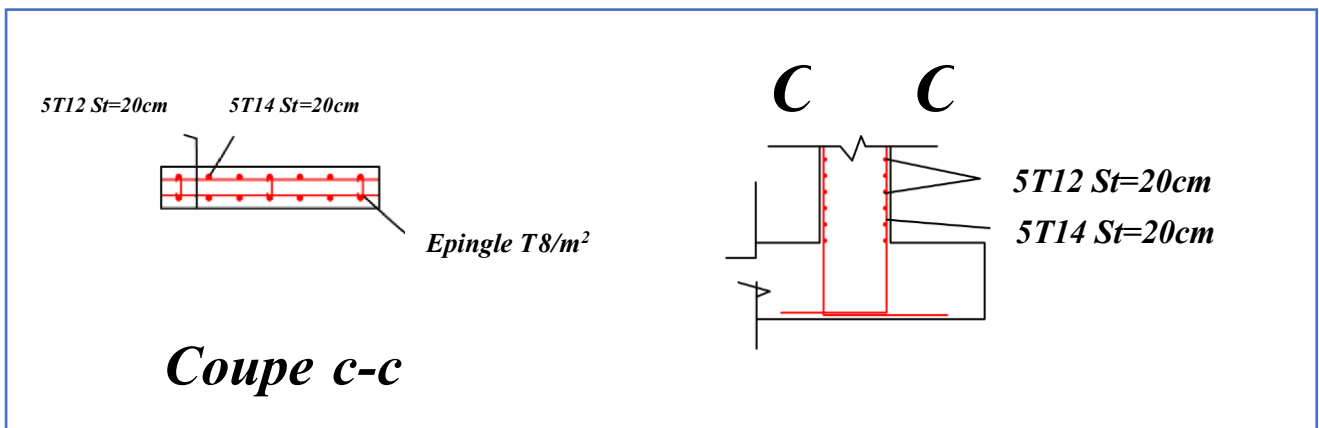 5T12 St=20cm
5T14 St=20cm
Epingle T8/m²
Coupe c-c
C C
5T12 St=20cm
5T14 St=20cm